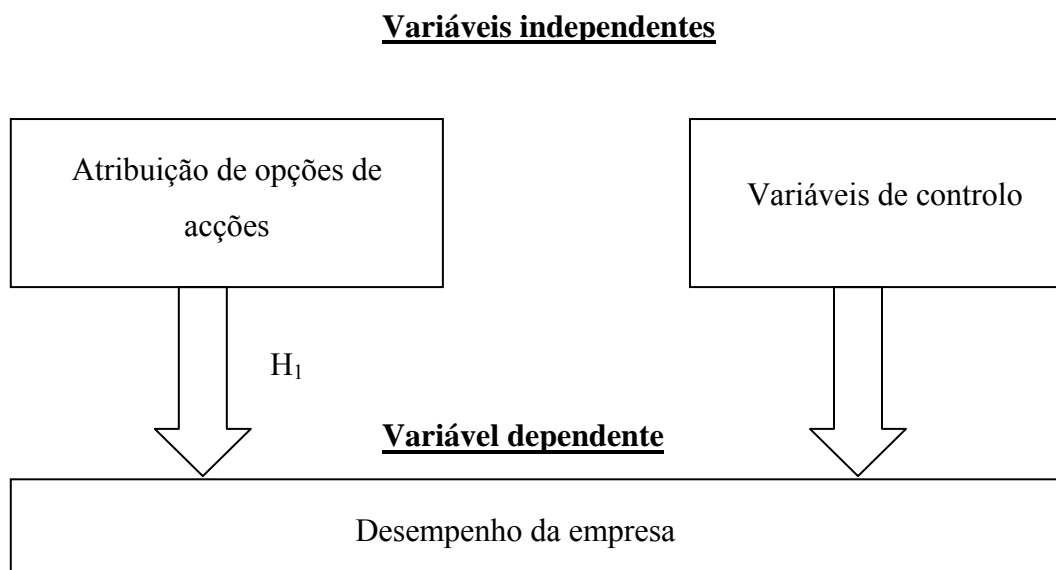 Variáveis independentes
Atribuição de opções de
acções
Variáveis de controlo
H₁
Variável dependente
Desempenho da empresa